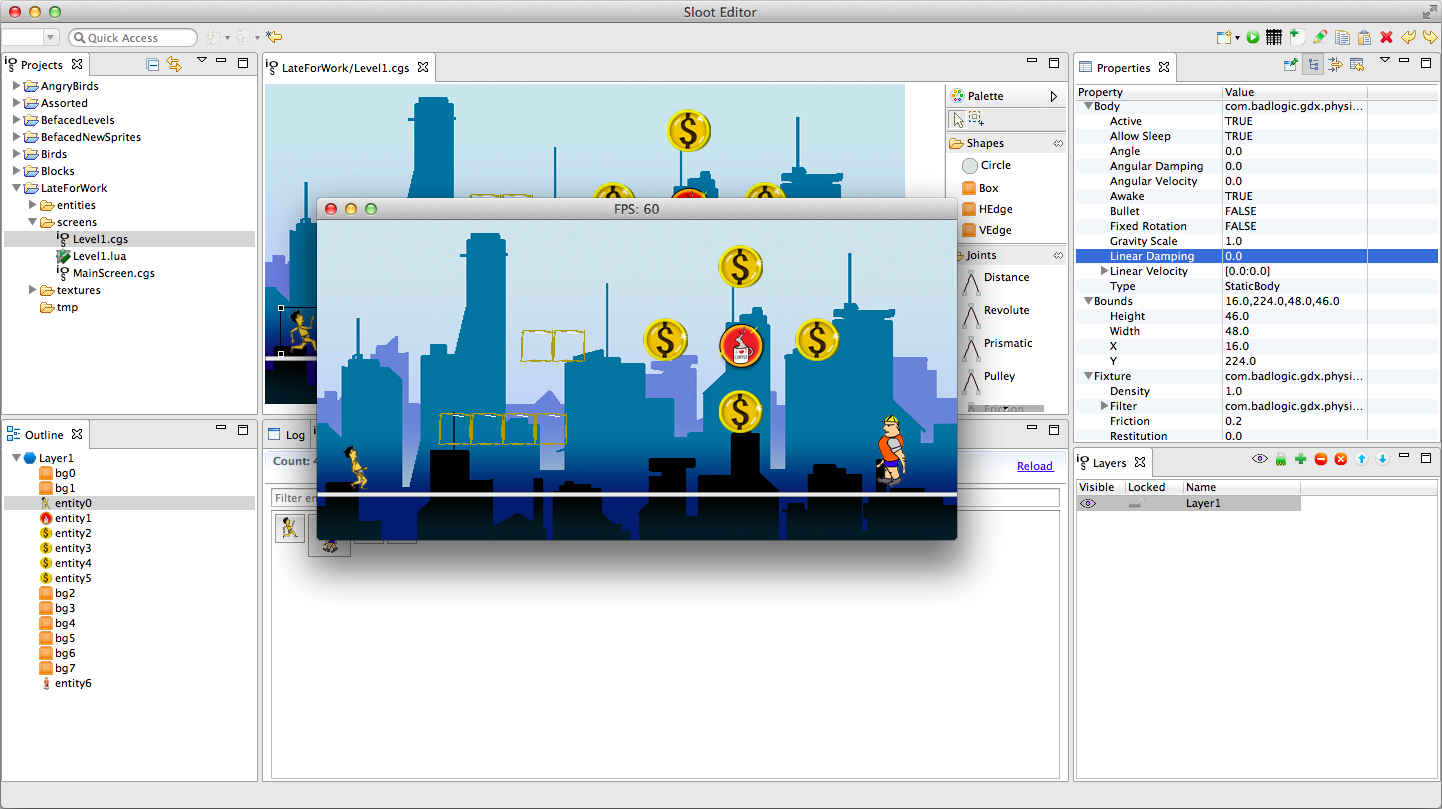 Sloot Editor
Quick Access
Projects
AngryBirds
Assorted
BefacedLevels
BefacedNewSprites
Birds
Blocks
LateForWork
entities
screens
Level1.cgs
Level1.lua
MainScreen.cgs
textures
tmp
Outline
Layer1
bg0
bg1
entity0
entity1
entity2
entity3
entity4
entity5
bg2
bg3
bg4
bg5
bg6
bg7
entity6
LateForWork/Level1.cgs
Palette
Shapes
Circle
Box
HEdge
VEdge
Joints
Distance
Revolute
Prismatic
Pulley
Friction
FPS: 60
$
$
$
COFFEE
$
$
Log
Count: 4
Reload
Filter en
Properties
Property Value
Body com.badlogic.gdx.physi...
Active TRUE
Allow Sleep TRUE
Angle 0.0
Angular Damping 0.0
Angular Velocity 0.0
Awake TRUE
Bullet FALSE
Fixed Rotation FALSE
Gravity Scale 1.0
Linear Damping 0.0
Linear Velocity [0.0:0.0]
Type StaticBody
Bounds 16.0,224.0,48.0,46.0
Height 46.0
Width 48.0
X 16.0
Y 224.0
Fixture com.badlogic.gdx.physi...
Density 1.0
Filter com.badlogic.gdx.physi...
Friction 0.2
Restitution 0.0
Layers
Visible Locked Name
Layer1